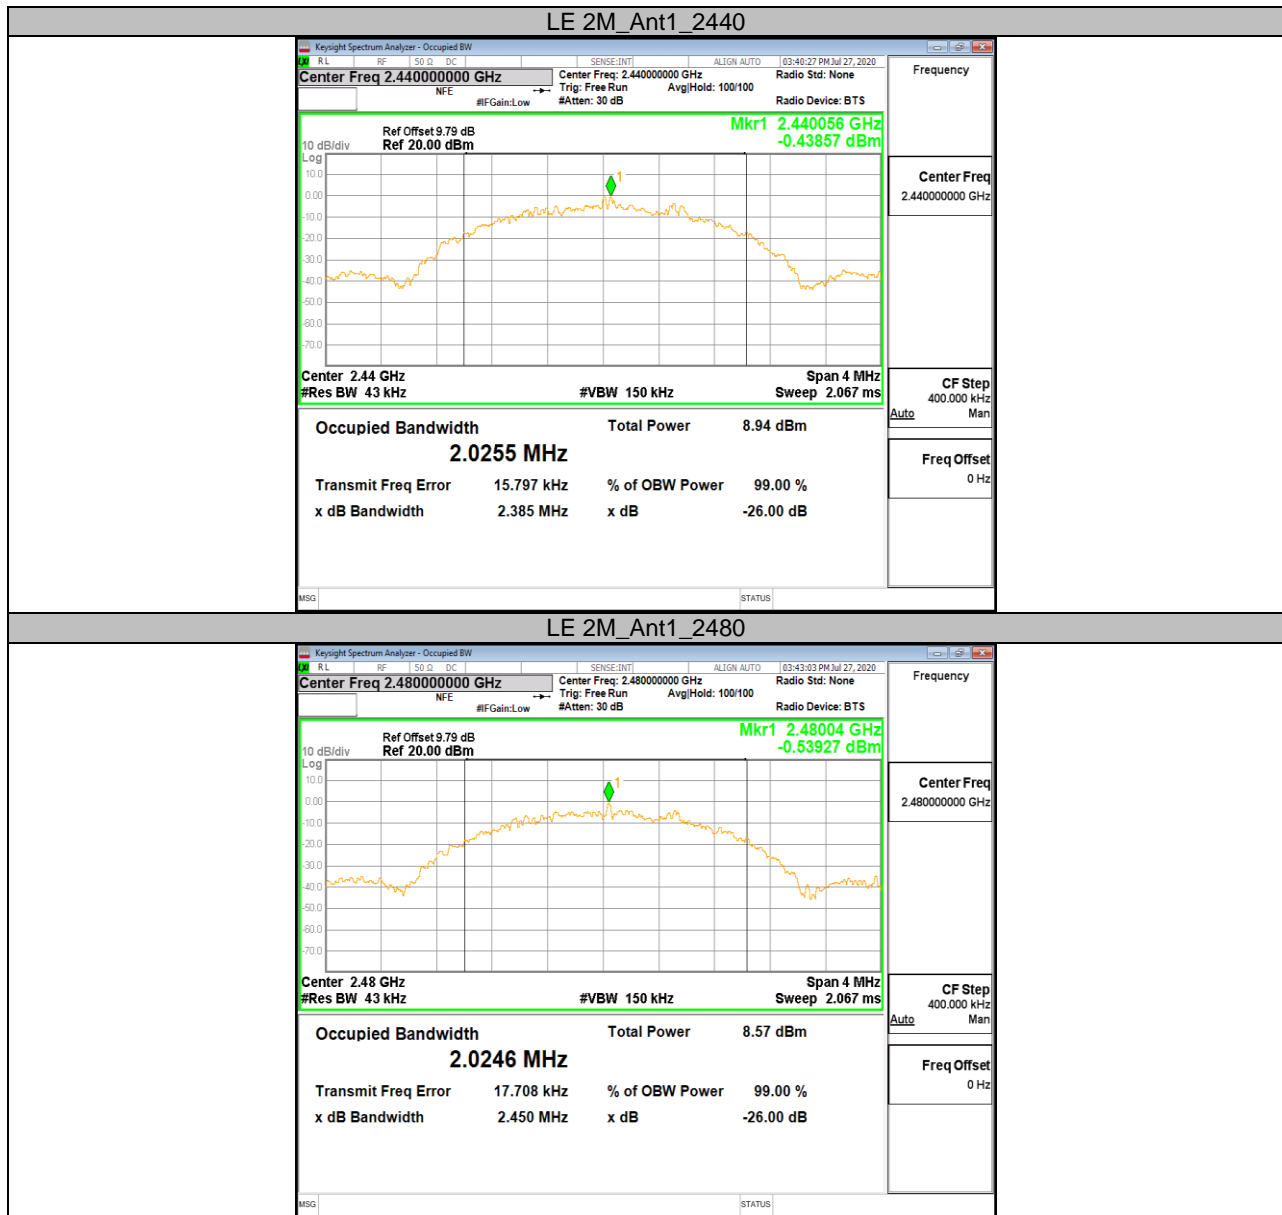 LE 2M_Ant1_2440
Keysight Spectrum Analyzer - Occupied BW
LXI RL RF 50 Ω DC SENSE:INT ALIGN AUTO 03:40:27 PM Jul 27, 2020
Center Freq 2.440000000 GHz
NFE
#IFGain:Low
Center Freq: 2.440000000 GHz
Trig: Free Run Avg|Hold: 100/100
#Atten: 30 dB
Radio Std: None
Radio Device: BTS
Frequency
Mkr1 2.440056 GHz
-0.43857 dBm
Ref Offset 9.79 dB
10 dB/div Ref 20.00 dBm
Log
10.0
0.00
-10.0
-20.0
-30.0
-40.0
-50.0
-60.0
-70.0
1
Center 2.44 GHz Span 4 MHz
#Res BW 43 kHz #VBW 150 kHz Sweep 2.067 ms
Center Freq
2.440000000 GHz
CF Step
400.000 kHz
Auto Man
Freq Offset
0 Hz
Occupied Bandwidth Total Power 8.94 dBm
2.0255 MHz
Transmit Freq Error 15.797 kHz % of OBW Power 99.00 %
x dB Bandwidth 2.385 MHz x dB -26.00 dB
MSG STATUS
LE 2M_Ant1_2480
Keysight Spectrum Analyzer - Occupied BW
LXI RL RF 50 Ω DC SENSE:INT ALIGN AUTO 03:43:03 PM Jul 27, 2020
Center Freq 2.480000000 GHz
NFE
#IFGain:Low
Center Freq: 2.480000000 GHz
Trig: Free Run Avg|Hold: 100/100
#Atten: 30 dB
Radio Std: None
Radio Device: BTS
Frequency
Mkr1 2.48004 GHz
-0.53927 dBm
Ref Offset 9.79 dB
10 dB/div Ref 20.00 dBm
Log
10.0
0.00
-10.0
-20.0
-30.0
-40.0
-50.0
-60.0
-70.0
1
Center 2.48 GHz Span 4 MHz
#Res BW 43 kHz #VBW 150 kHz Sweep 2.067 ms
Center Freq
2.480000000 GHz
CF Step
400.000 kHz
Auto Man
Freq Offset
0 Hz
Occupied Bandwidth Total Power 8.57 dBm
2.0246 MHz
Transmit Freq Error 17.708 kHz % of OBW Power 99.00 %
x dB Bandwidth 2.450 MHz x dB -26.00 dB
MSG STATUS